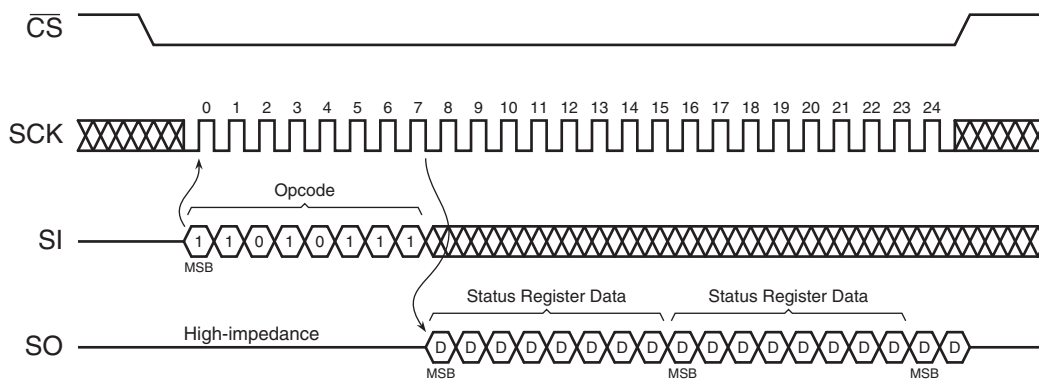 CS
0 1 2 3 4 5 6 7 8 9 10 11 12 13 14 15 16 17 18 19 20 21 22 23 24
SCK
Opcode
SI 1 1 0 1 0 1 1 1
MSB
Status Register Data Status Register Data
High-impedance
SO D D D D D D D D D D D D D D D D D D
MSB MSB MSB